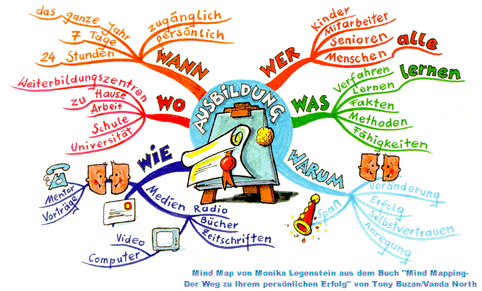 AUSBILDUNG
WANN
das ganze Jahr
7 Tage
24 Stunden
zugänglich
persönlich
WER
Kinder
Mitarbeiter
Senioren
Menschen
alle
WO
Weiterbildungszentren
zu Hause
Arbeit
Schule
Universität
WAS
lernen
Verfahren
Lernen
Fakten
Methoden
Fähigkeiten
WIE
Mentor
Vorträge
Medien
Radio
Bücher
Zeitschriften
Video
Computer
WARUM
Veränderung
Erfolg
Selbstvertrauen
Anregung
Spaß
Mind Map von Monika Legenstein aus dem Buch "Mind Mapping-
Der Weg zu Ihrem persönlichen Erfolg" von Tony Buzan/Vanda North